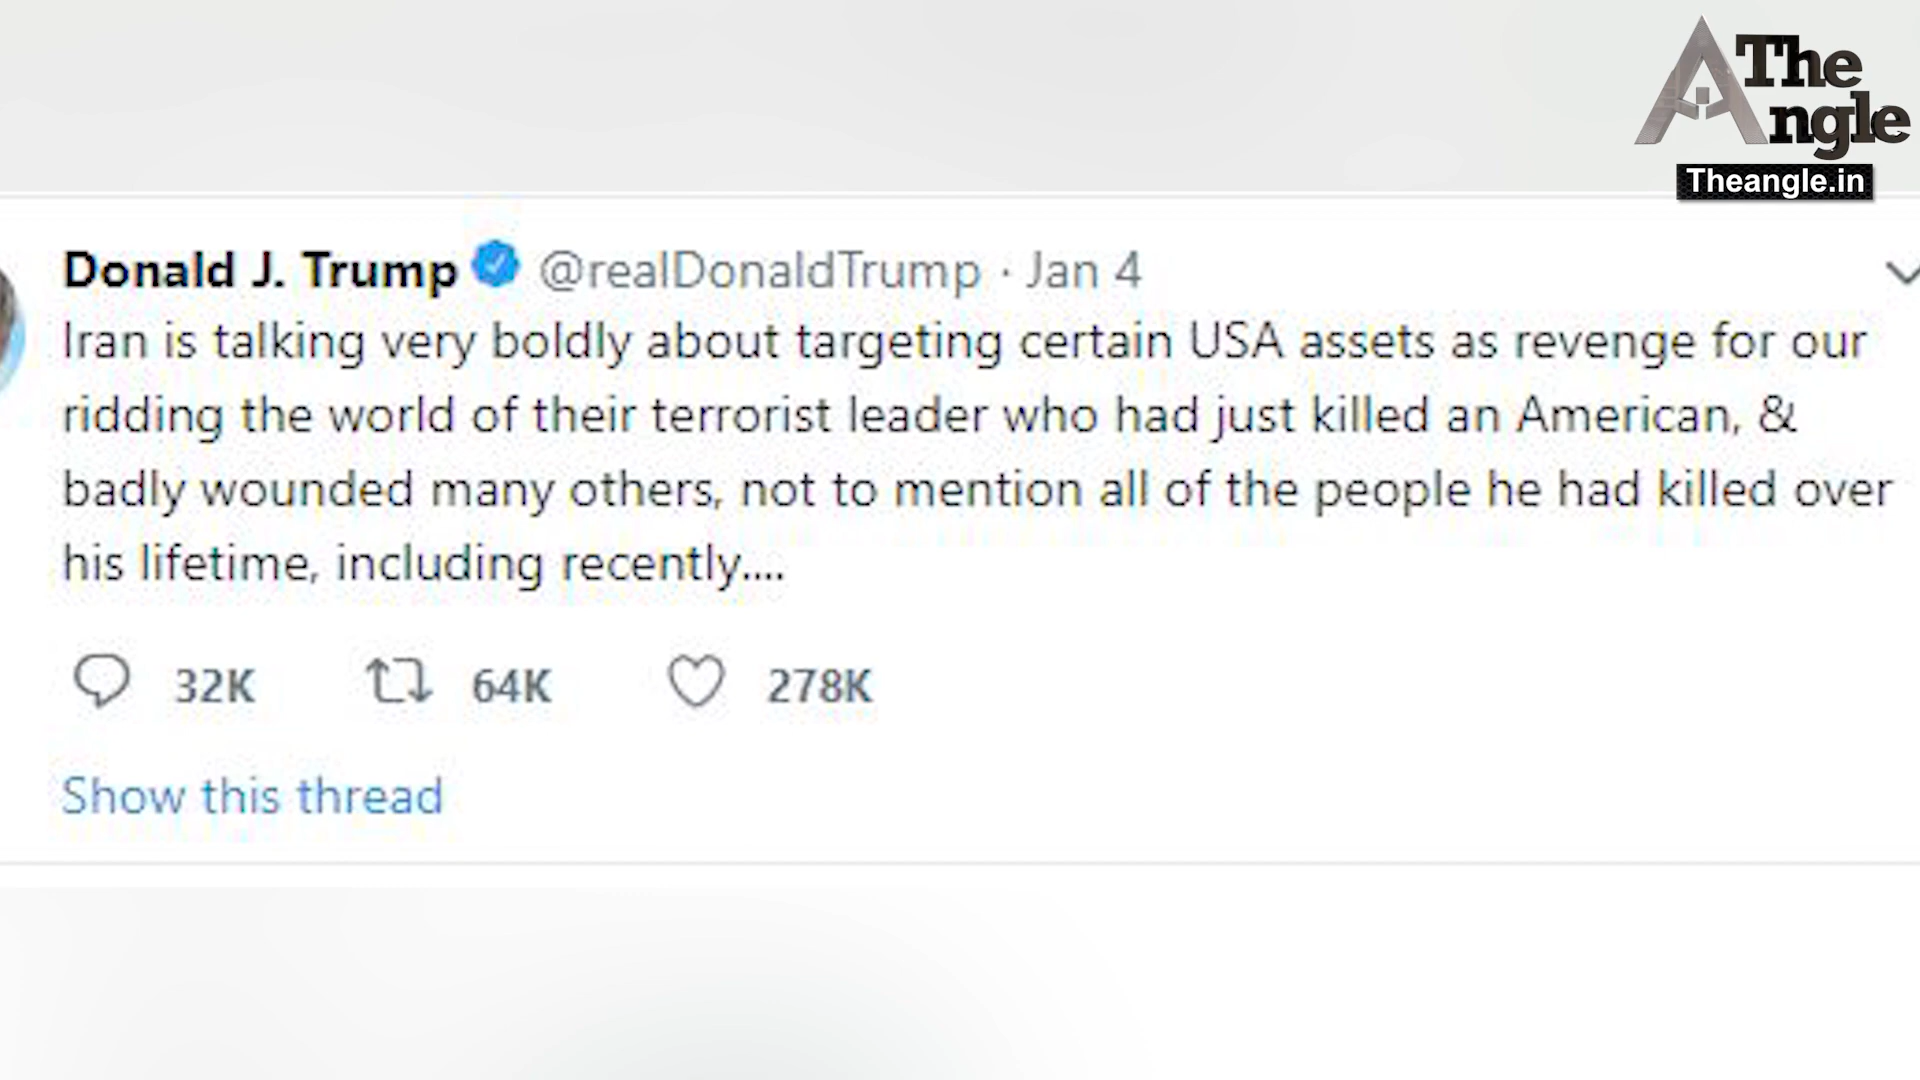 The
Angle
Theangle.in
Donald J. Trump @realDonaldTrump · Jan 4
Iran is talking very boldly about targeting certain USA assets as revenge for our
ridding the world of their terrorist leader who had just killed an American, &
badly wounded many others, not to mention all of the people he had killed over
his lifetime, including recently....
32K 64K 278K
Show this thread